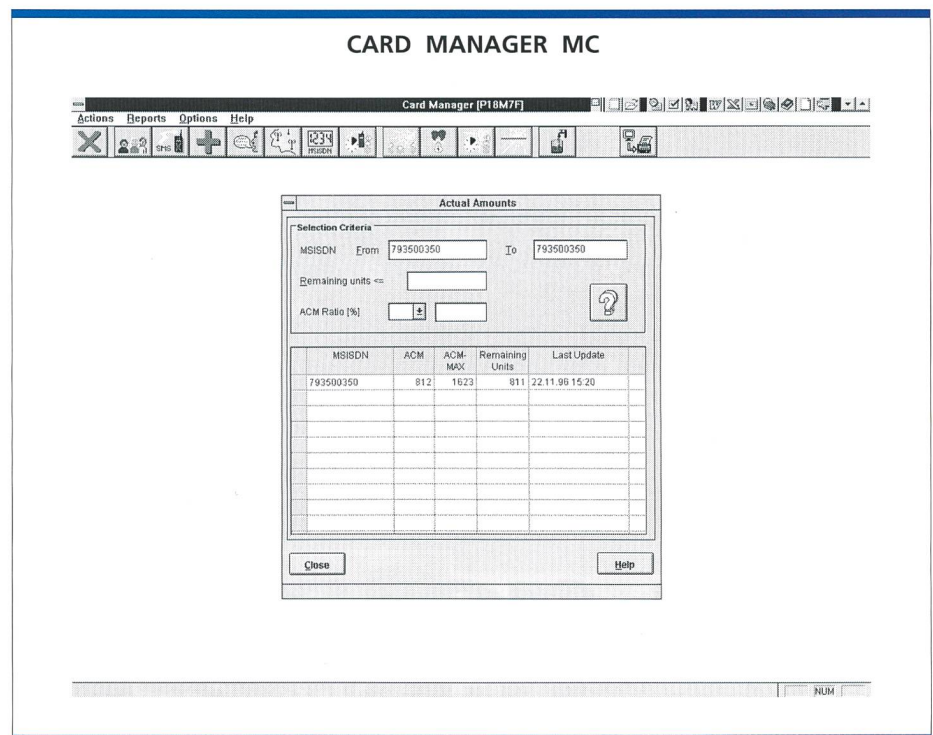 CARD MANAGER MC
Card Manager [P18M7F]
Actions Reports Options Help
SMS 1234 MSISDN
Actual Amounts
Selection Criteria
MSISDN From 793500350 To 793500350
Remaining units <=
ACM Ratio [%]
MSISDN ACM ACM-MAX Remaining Units Last Update
793500350 812 1623 811 22.11.96 15:20
Close Help
NUM